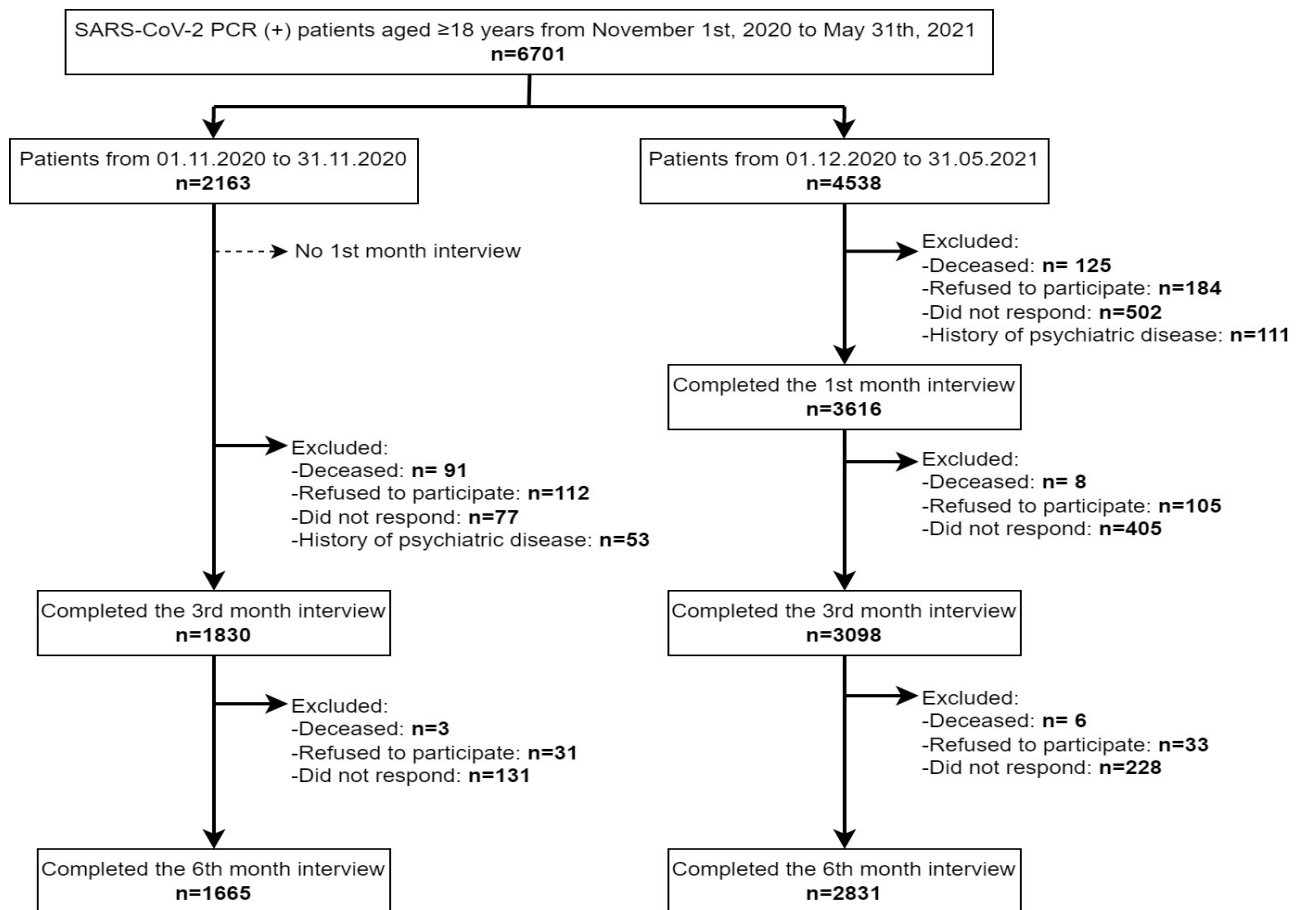 SARS-CoV-2 PCR (+) patients aged ≥18 years from November 1st, 2020 to May 31th, 2021
n=6701
Patients from 01.11.2020 to 31.11.2020
n=2163
Patients from 01.12.2020 to 31.05.2021
n=4538
No 1st month interview
Excluded:
-Deceased: n= 125
-Refused to participate: n=184
-Did not respond: n=502
-History of psychiatric disease: n=111
Completed the 1st month interview
n=3616
Excluded:
-Deceased: n= 91
-Refused to participate: n=112
-Did not respond: n=77
-History of psychiatric disease: n=53
Excluded:
-Deceased: n= 8
-Refused to participate: n=105
-Did not respond: n=405
Completed the 3rd month interview
n=1830
Completed the 3rd month interview
n=3098
Excluded:
-Deceased: n=3
-Refused to participate: n=31
-Did not respond: n=131
Excluded:
-Deceased: n= 6
-Refused to participate: n=33
-Did not respond: n=228
Completed the 6th month interview
n=1665
Completed the 6th month interview
n=2831